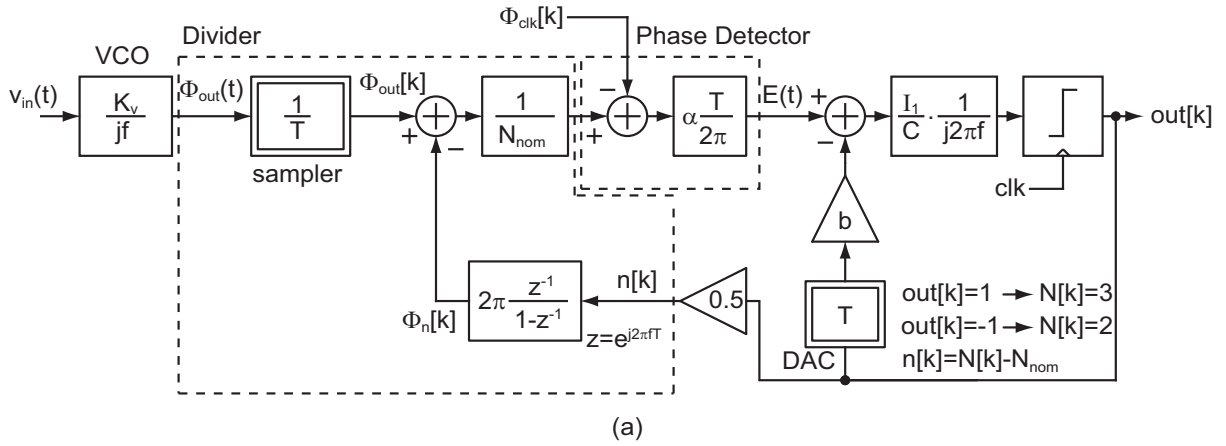 Φclk[k]
Divider
Phase Detector
VCO
vin(t)
Kv
jf
Φout(t)
1
T
sampler
Φout[k]
+
−
1
Nnom
−
+
α T
2π
E(t)
+
−
I1
C
·
1
j2πf
out[k]
clk
b
T
DAC
0.5
n[k]
2π z-1
1-z-1
Φn[k]
z=ej2πfT
out[k]=1 → N[k]=3
out[k]=-1 → N[k]=2
n[k]=N[k]-Nnom
(a)